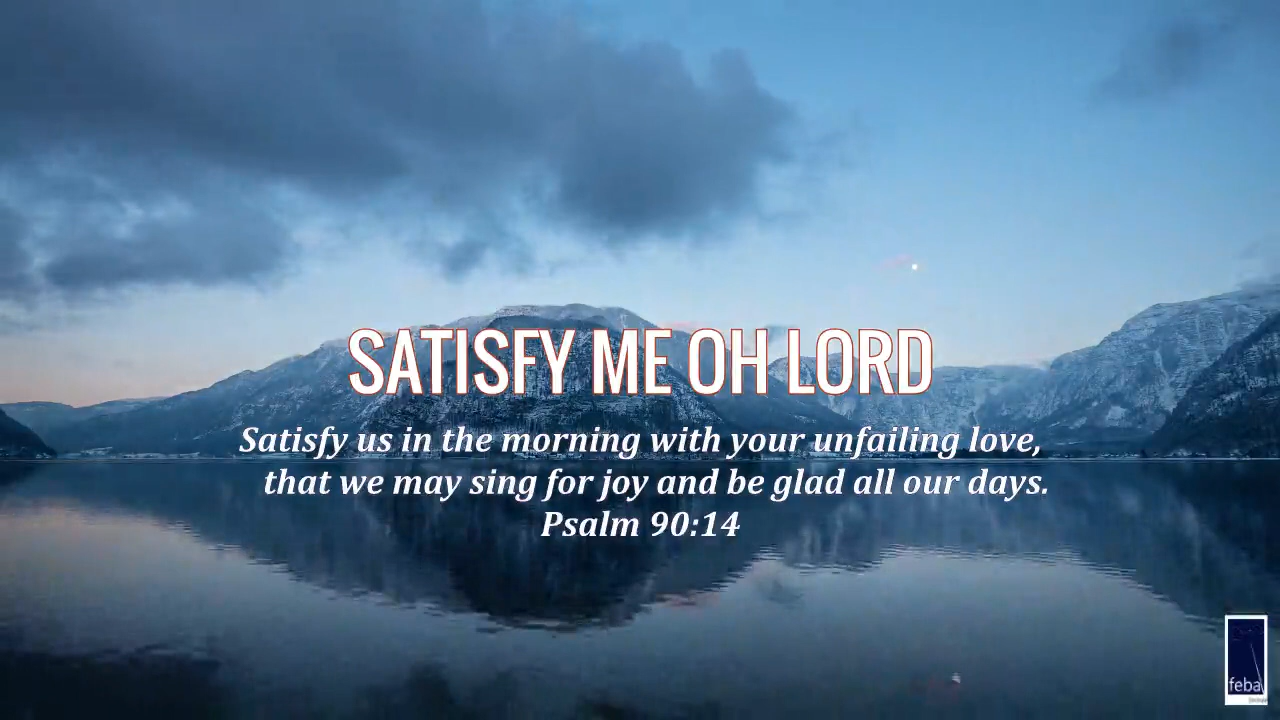 SATISFY ME OH LORD
Satisfy us in the morning with your unfailing love,
that we may sing for joy and be glad all our days.
Psalm 90:14
feba